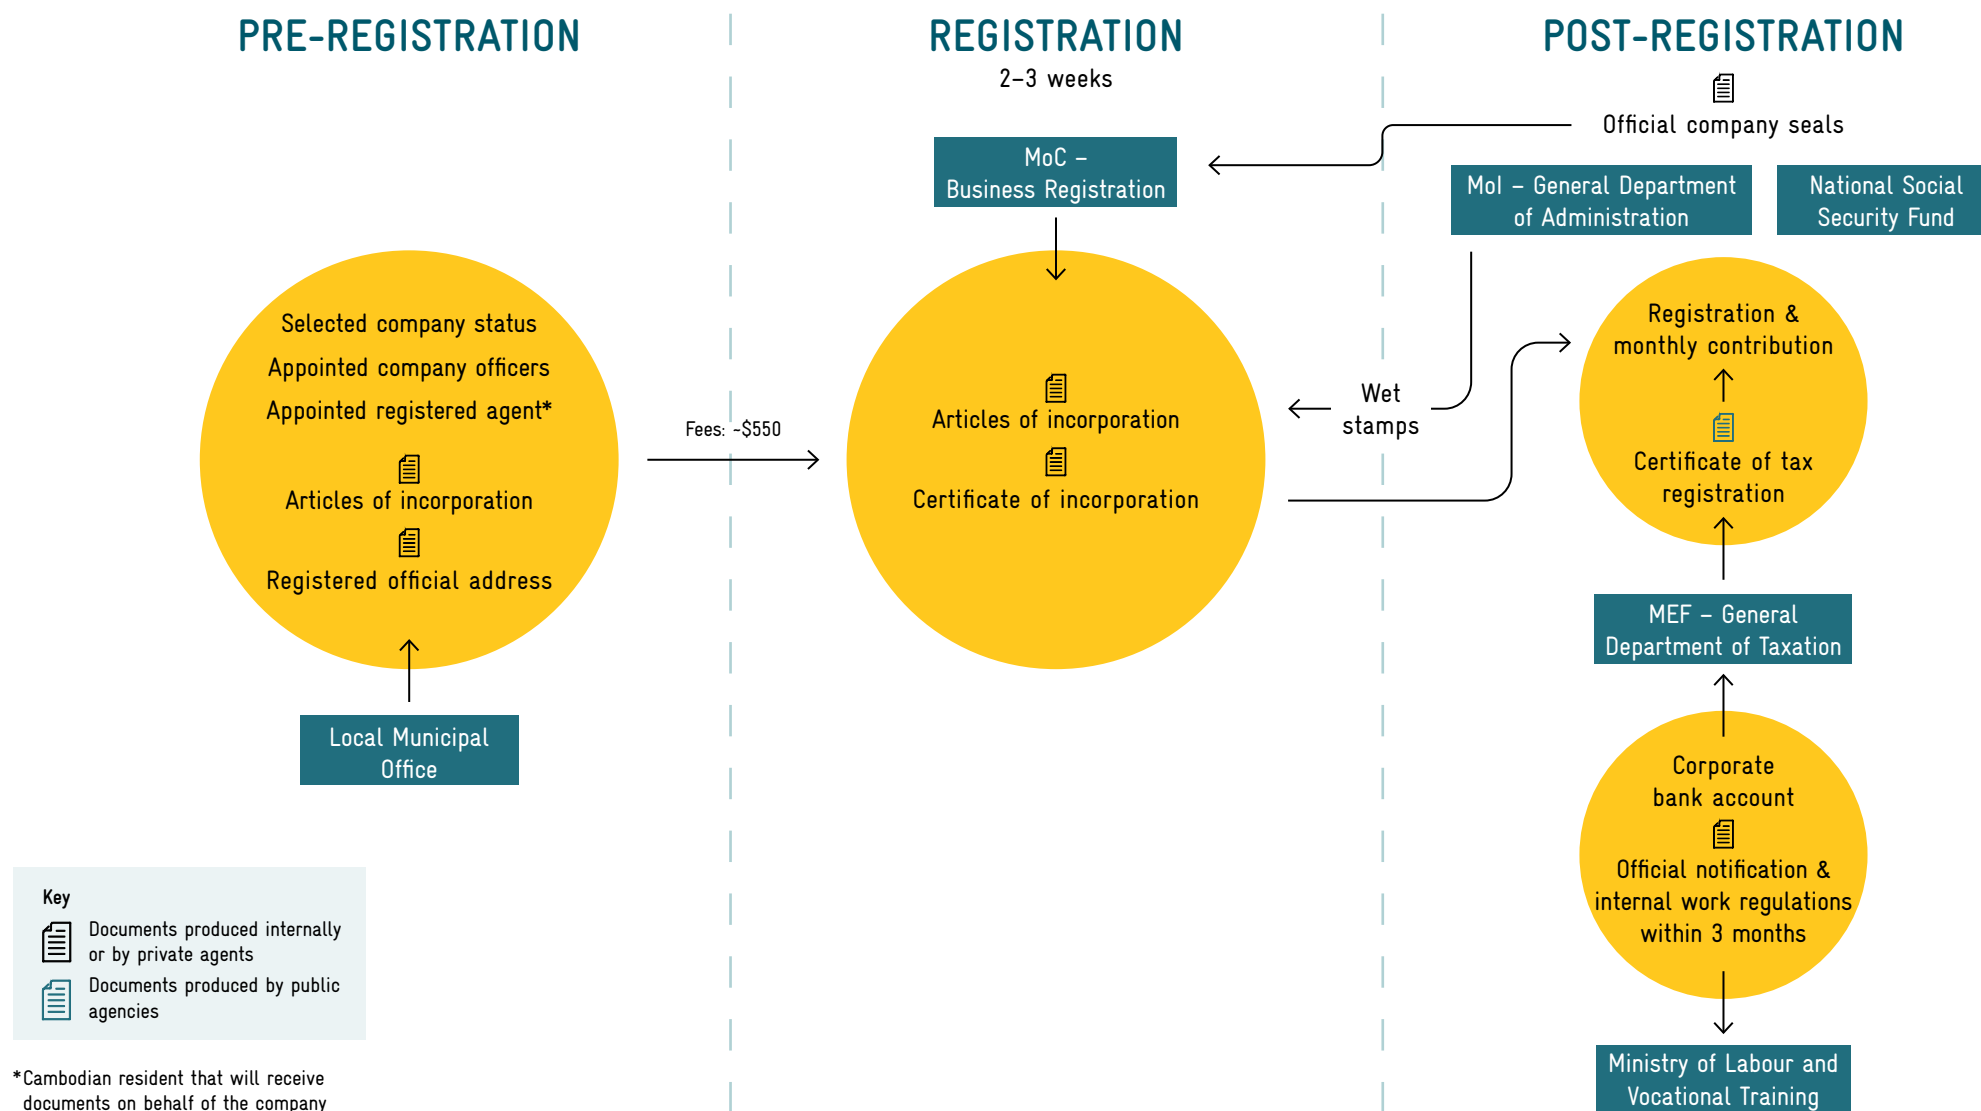 PRE-REGISTRATION
Selected company status
Appointed company officers
Appointed registered agent*
Articles of incorporation
Registered official address
Local Municipal
Office
Fees: ~$550
REGISTRATION
2–3 weeks
MoC –
Business Registration
Articles of incorporation
Certificate of incorporation
Wet
stamps
POST-REGISTRATION
Official company seals
MoI – General Department
of Administration
National Social
Security Fund
Registration &
monthly contribution
Certificate of tax
registration
MEF – General
Department of Taxation
Corporate
bank account
Official notification &
internal work regulations
within 3 months
Ministry of Labour and
Vocational Training
Key
Documents produced internally
or by private agents
Documents produced by public
agencies
*Cambodian resident that will receive
documents on behalf of the company